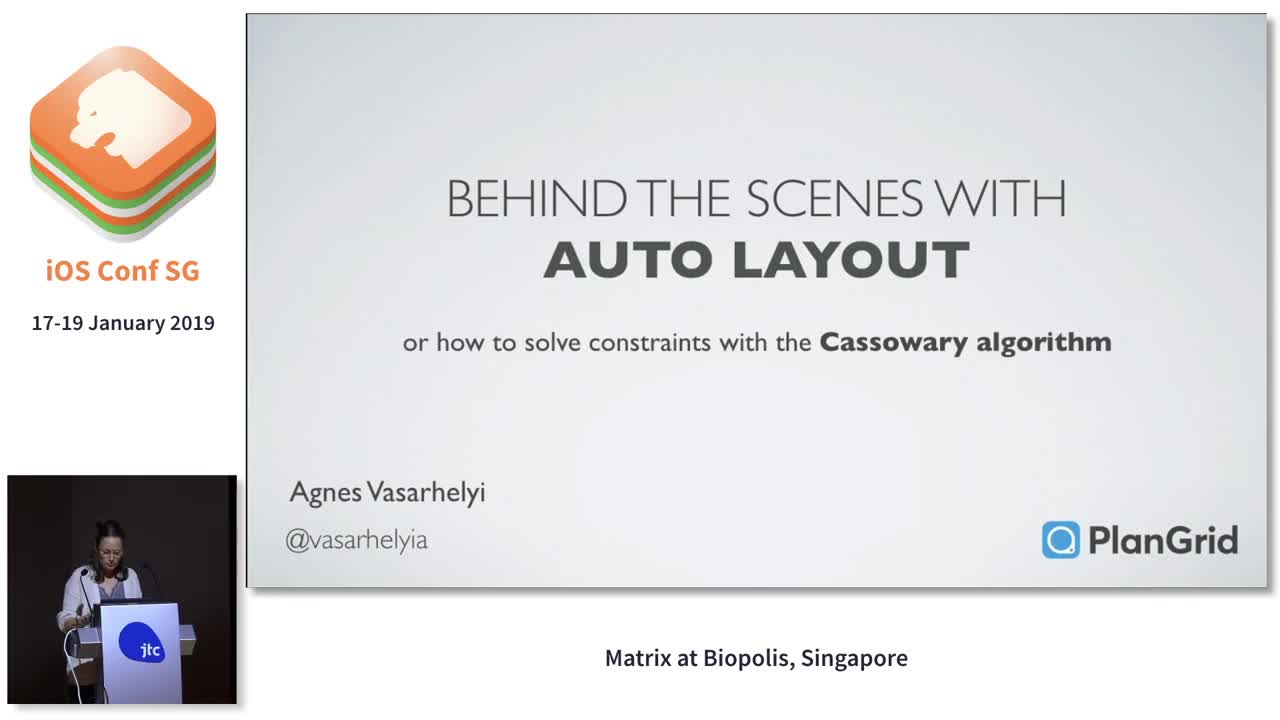 iOS Conf SG
17-19 January 2019
BEHIND THE SCENES WITH
AUTO LAYOUT
or how to solve constraints with the Cassowary algorithm
Agnes Vasarhelyi
@vasarhelyia
PlanGrid
jtc
Matrix at Biopolis, Singapore